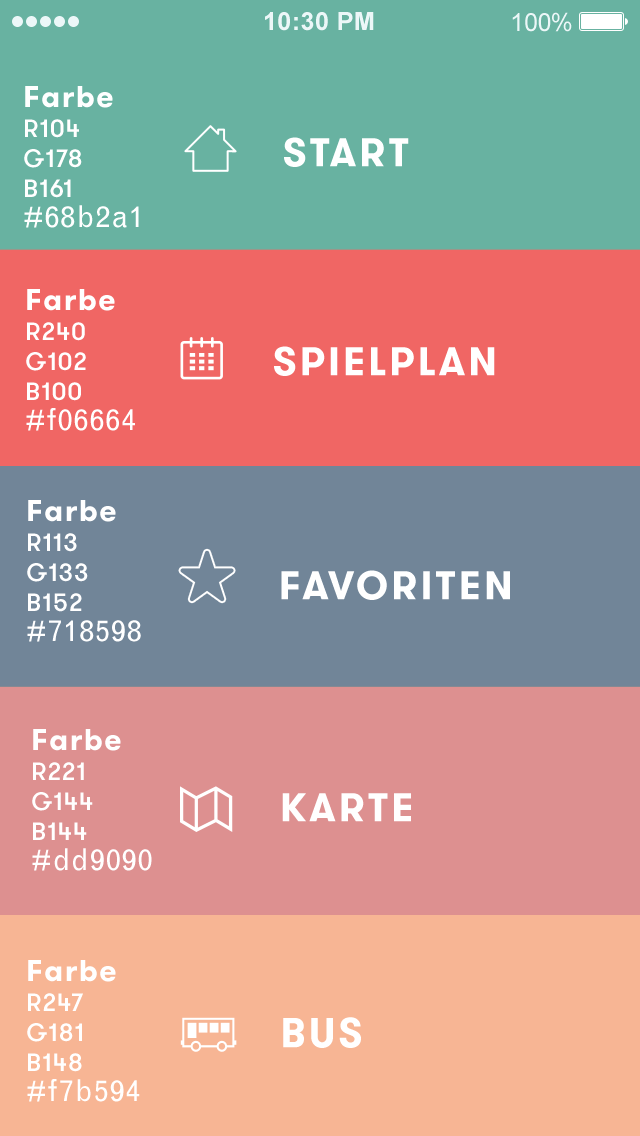 10:30 PM 100%
Farbe
R104
G178
B161
#68b2a1
START
Farbe
R240
G102
B100
#f06664
SPIELPLAN
Farbe
R113
G133
B152
#718598
FAVORITEN
Farbe
R221
G144
B144
#dd9090
KARTE
Farbe
R247
G181
B148
#f7b594
BUS